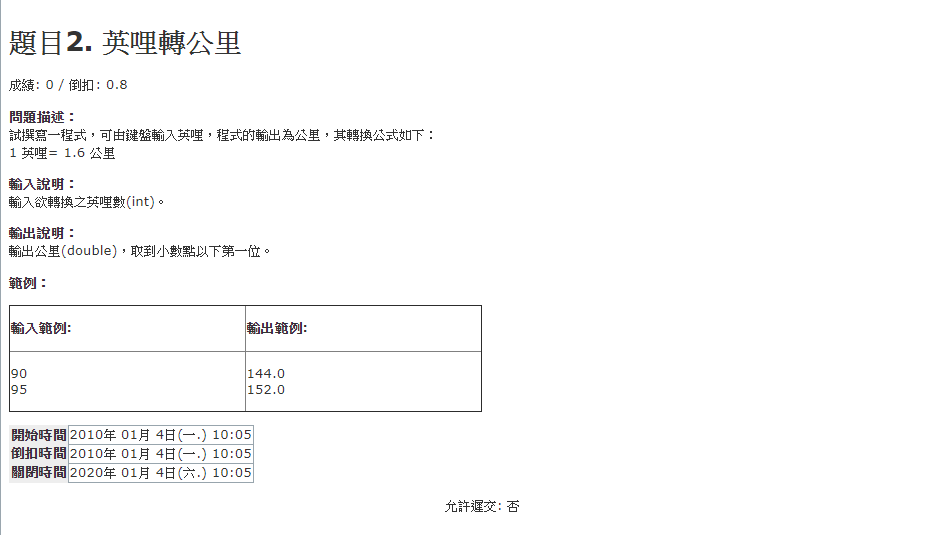 題目2. 英哩轉公里
成績: 0 / 倒扣: 0.8
問題描述：
試撰寫一程式，可由鍵盤輸入英哩，程式的輸出為公里，其轉換公式如下：
1 英哩= 1.6 公里
輸入說明：
輸入欲轉換之英哩數(int)。
輸出說明：
輸出公里(double)，取到小數點以下第一位。
範例：
輸入範例: 輸出範例:
90 144.0
95 152.0
開始時間 2010年 01月 4日(一.) 10:05
倒扣時間 2010年 01月 4日(一.) 10:05
關閉時間 2020年 01月 4日(六.) 10:05
允許遲交: 否